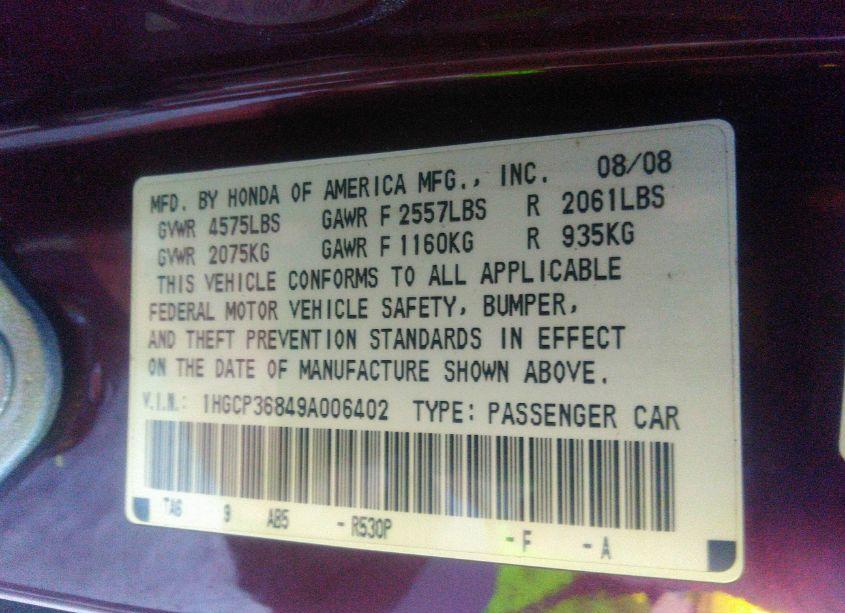 MFD. BY HONDA OF AMERICA MFG., INC. 08/08
GVWR 4575LBS GAWR F 2557LBS R 2061LBS
GVWR 2075KG GAWR F 1160KG R 935KG
THIS VEHICLE CONFORMS TO ALL APPLICABLE
FEDERAL MOTOR VEHICLE SAFETY, BUMPER,
AND THEFT PREVENTION STANDARDS IN EFFECT
ON THE DATE OF MANUFACTURE SHOWN ABOVE.
V.I.N.: 1HGCP36849A006402 TYPE: PASSENGER CAR
TA6 9 AB5 - R530P - F - A